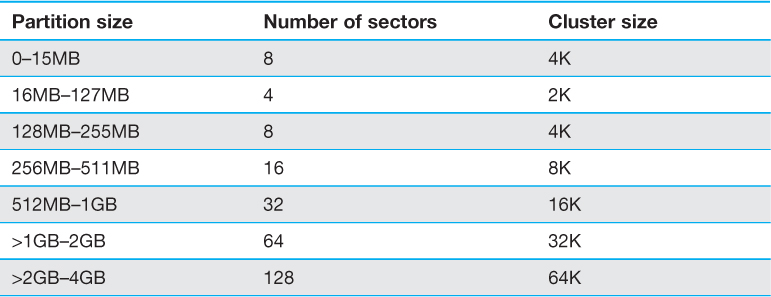 Partition size Number of sectors Cluster size
0–15MB 8 4K
16MB–127MB 4 2K
128MB–255MB 8 4K
256MB–511MB 16 8K
512MB–1GB 32 16K
>1GB–2GB 64 32K
>2GB–4GB 128 64K